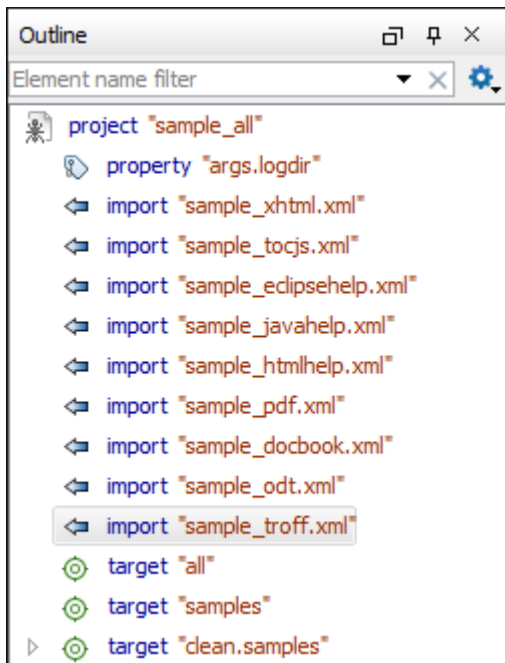 Outline
Element name filter
project "sample_all"
property "args.logdir"
import "sample_xhtml.xml"
import "sample_tocjs.xml"
import "sample_eclipsehelp.xml"
import "sample_javahelp.xml"
import "sample_htmlhelp.xml"
import "sample_pdf.xml"
import "sample_docbook.xml"
import "sample_odt.xml"
import "sample_troff.xml"
target "all"
target "samples"
target "clean.samples"